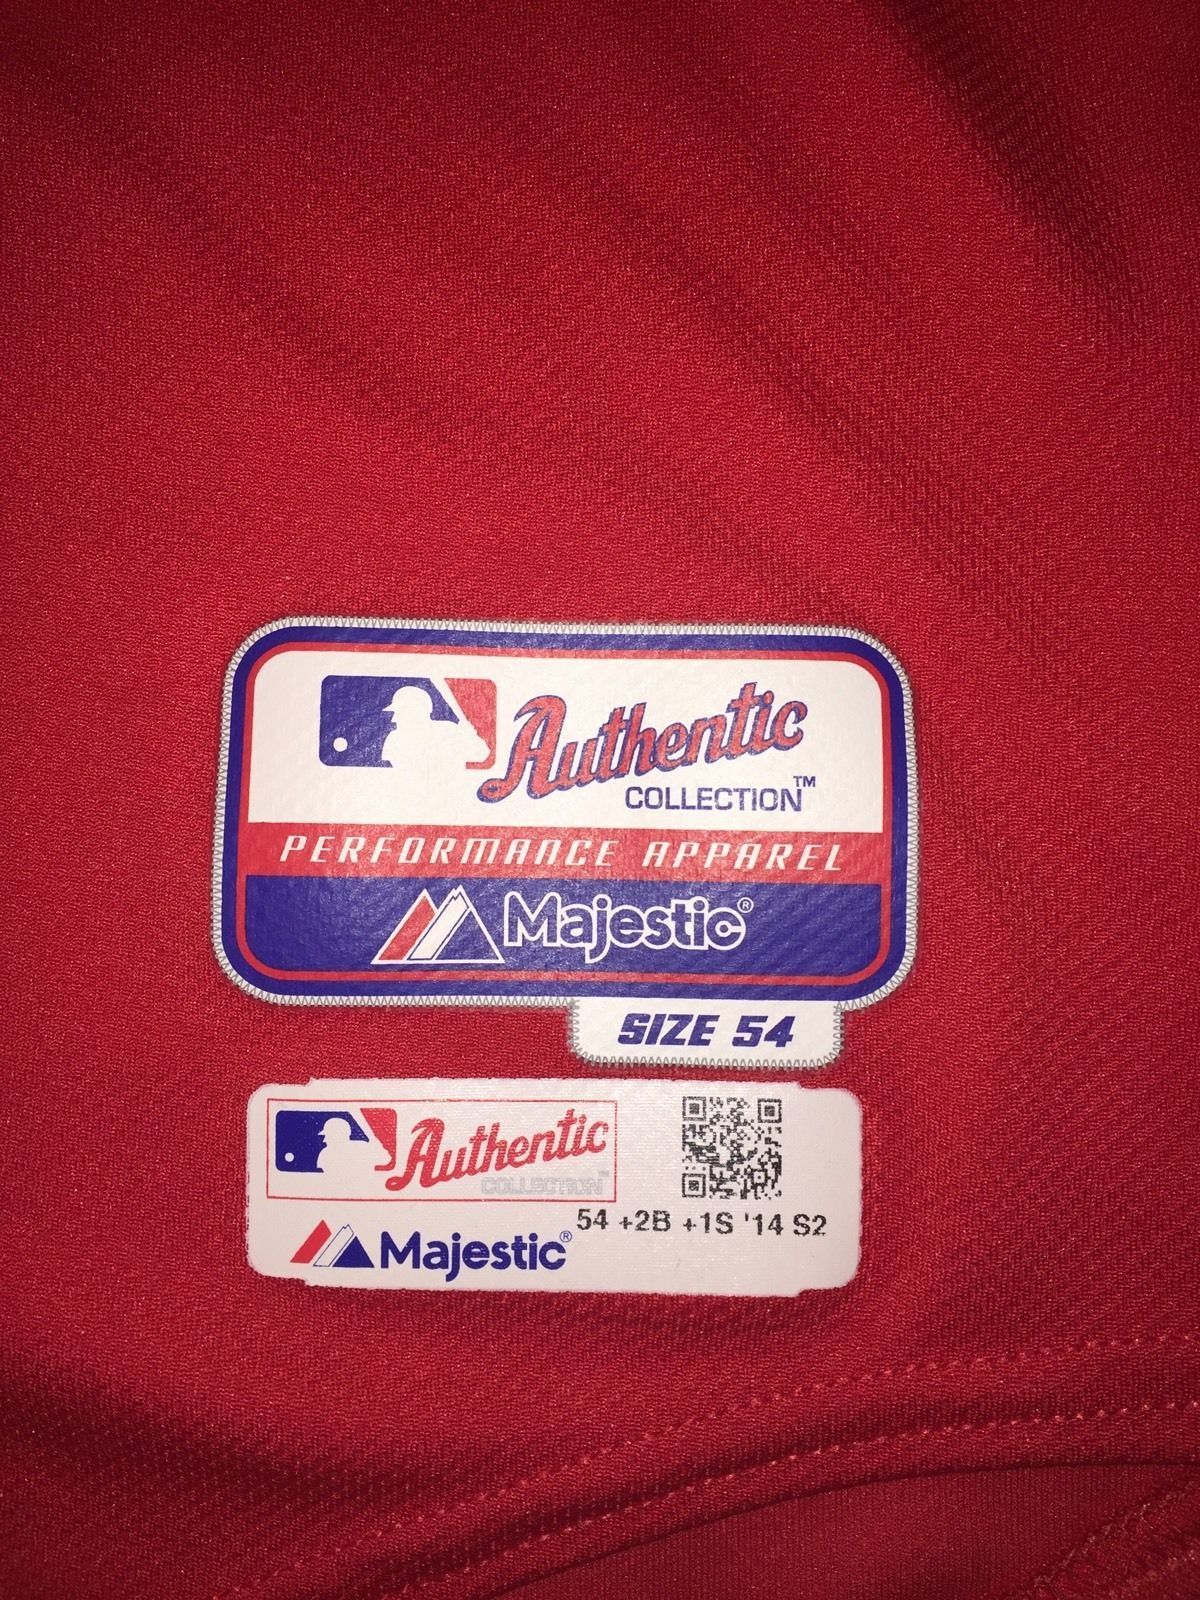 Authentic
COLLECTION™
PERFORMANCE APPAREL
Majestic®
SIZE 54
Authentic
COLLECTION™
54 +2B +1S '14 S2
Majestic®